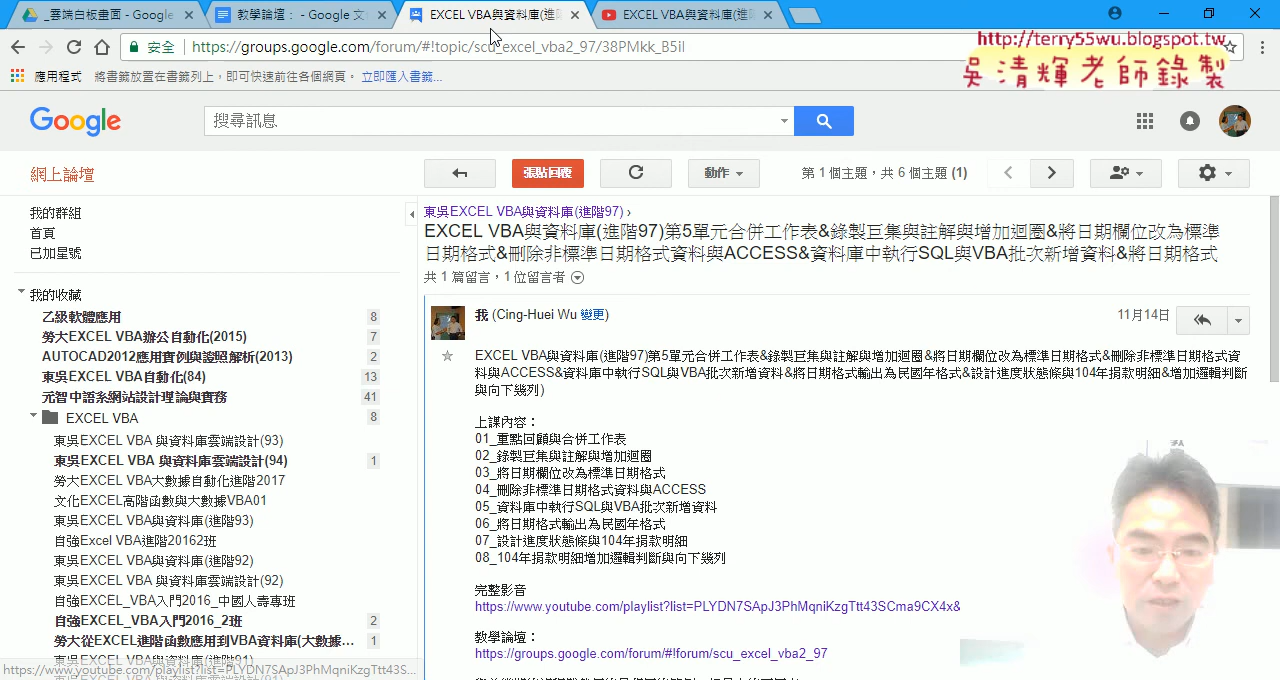 _雲端白板畫面 - Google
教學論壇： - Google 文
EXCEL VBA與資料庫(進階
EXCEL VBA與資料庫(進
安全
https://groups.google.com/forum/#!topic/scu_excel_vba2_97/38PMkk_B5iI
http://terry55wu.blogspot.tw
吳清輝老師錄製
應用程式
將書籤放置在書籤列上，即可快速前往各個網頁。
立即匯入書籤...
Google
搜尋訊息
網上論壇
張貼回覆
動作
第 1 個主題，共 6 個主題 (1)
我的群組
首頁
已加星號
我的收藏
乙級軟體應用 8
勞大EXCEL VBA辦公自動化(2015) 7
AUTOCAD2012應用實例與證照解析(2013) 2
東吳EXCEL VBA自動化(84) 13
元智中語系網站設計理論與實務 41
EXCEL VBA 8
東吳EXCEL VBA 與資料庫雲端設計(93)
東吳EXCEL VBA 與資料庫雲端設計(94) 1
勞大EXCEL VBA大數據自動化進階2017
文化EXCEL高階函數與大數據VBA01
東吳EXCEL VBA與資料庫(進階93)
自強Excel VBA進階20162班
東吳EXCEL VBA與資料庫(進階92)
東吳EXCEL VBA 與資料庫雲端設計(92)
自強EXCEL_VBA入門2016_中國人壽專班
自強EXCEL_VBA入門2016_2班 2
勞大從EXCEL進階函數應用到VBA資料庫(大數據... 1
東吳EXCEL VBA與資料庫(進階91)
https://www.youtube.com/playlist?list=PLYDN7SApJ3PhMqniKzgTtt43S...
東吳EXCEL VBA與資料庫(進階97) ›
EXCEL VBA與資料庫(進階97)第5單元合併工作表&錄製巨集與註解與增加迴圈&將日期欄位改為標準
日期格式&刪除非標準日期格式資料與ACCESS&資料庫中執行SQL與VBA批次新增資料&將日期格式
共 1 篇留言，1 位留言者
我 (Cing-Huei Wu 變更)
11月14日
EXCEL VBA與資料庫(進階97)第5單元合併工作表&錄製巨集與註解與增加迴圈&將日期欄位改為標準日期格式&刪除非標準日期格式資
料與ACCESS&資料庫中執行SQL與VBA批次新增資料&將日期格式輸出為民國年格式&設計進度狀態條與104年捐款明細&增加邏輯判斷
與向下幾列)
上課內容：
01_重點回顧與合併工作表
02_錄製巨集與註解與增加迴圈
03_將日期欄位改為標準日期格式
04_刪除非標準日期格式資料與ACCESS
05_資料庫中執行SQL與VBA批次新增資料
06_將日期格式輸出為民國年格式
07_設計進度狀態條與104年捐款明細
08_104年捐款明細增加邏輯判斷與向下幾列
完整影音
https://www.youtube.com/playlist?list=PLYDN7SApJ3PhMqniKzgTtt43SCma9CX4x&
教學論壇：
https://groups.google.com/forum/#!forum/scu_excel_vba2_97